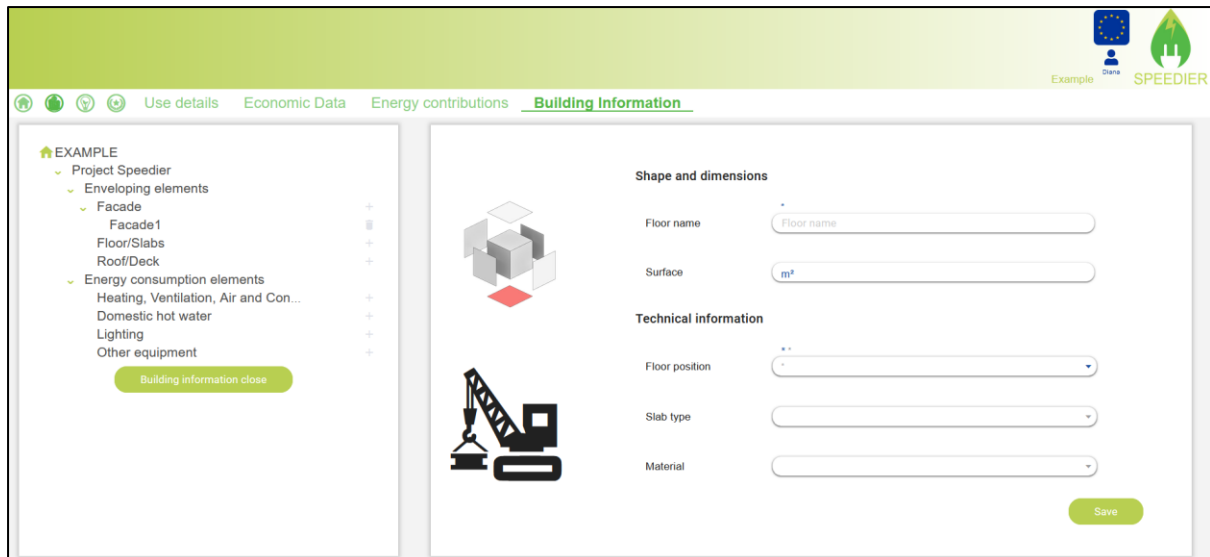 Diana
Example
SPEEDIER
Use details Economic Data Energy contributions Building Information
EXAMPLE
Project Speedier
Enveloping elements
Facade
Facade1
Floor/Slabs
Roof/Deck
Energy consumption elements
Heating, Ventilation, Air and Con...
Domestic hot water
Lighting
Other equipment
Building information close
Shape and dimensions
*
Floor name
Floor name
Surface
m²
Technical information
* *
Floor position
*
Slab type
Material
Save